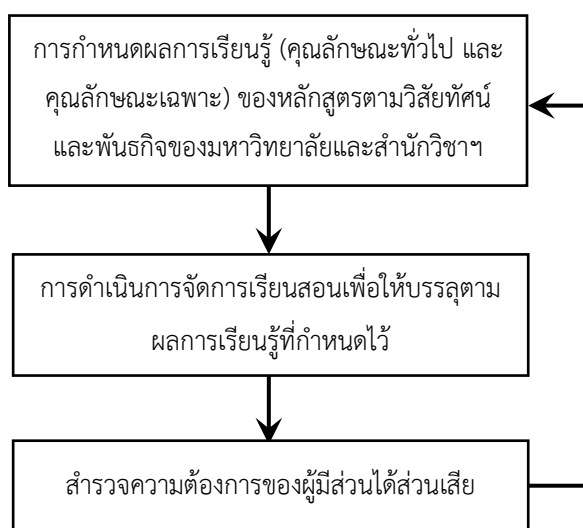 การกำหนดผลการเรียนรู้ (คุณลักษณะทั่วไป และ
คุณลักษณะเฉพาะ) ของหลักสูตรตามวิสัยทัศน์
และพันธกิจของมหาวิทยาลัยและสำนักวิชาฯ
การดำเนินการจัดการเรียนสอนเพื่อให้บรรลุตาม
ผลการเรียนรู้ที่กำหนดไว้
สำรวจความต้องการของผู้มีส่วนได้ส่วนเสีย